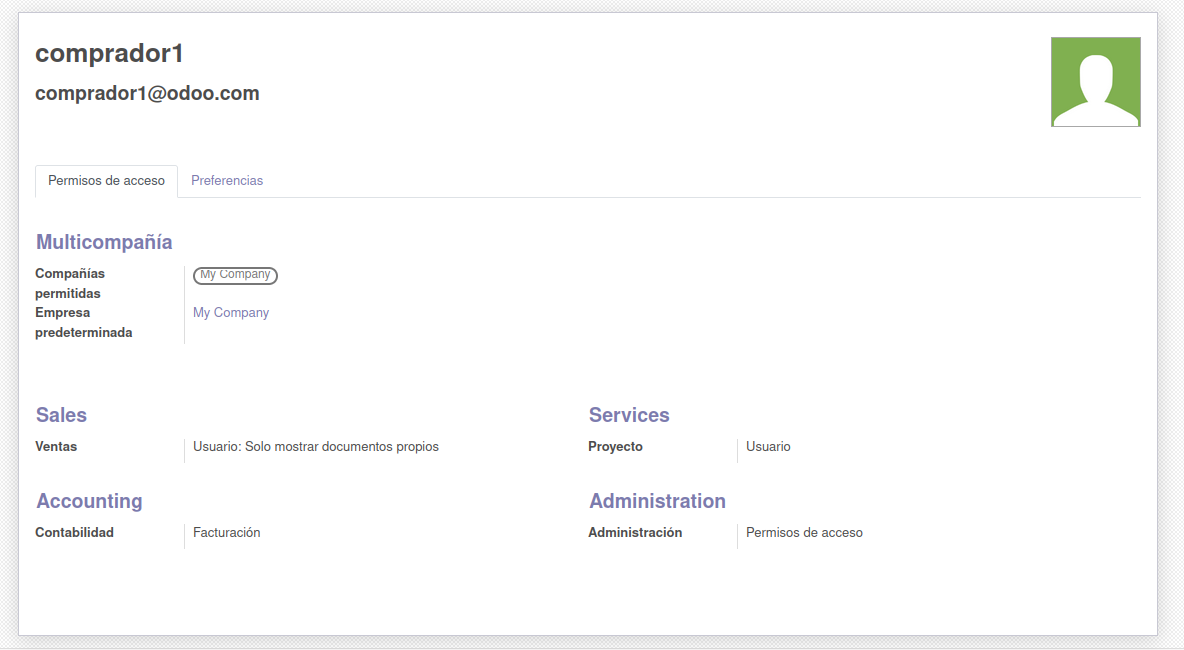 comprador1
comprador1@odoo.com
Permisos de acceso Preferencias
Multicompañía
Compañías permitidas My Company
Empresa predeterminada My Company
Sales
Ventas Usuario: Solo mostrar documentos propios
Services
Proyecto Usuario
Accounting
Contabilidad Facturación
Administration
Administración Permisos de acceso